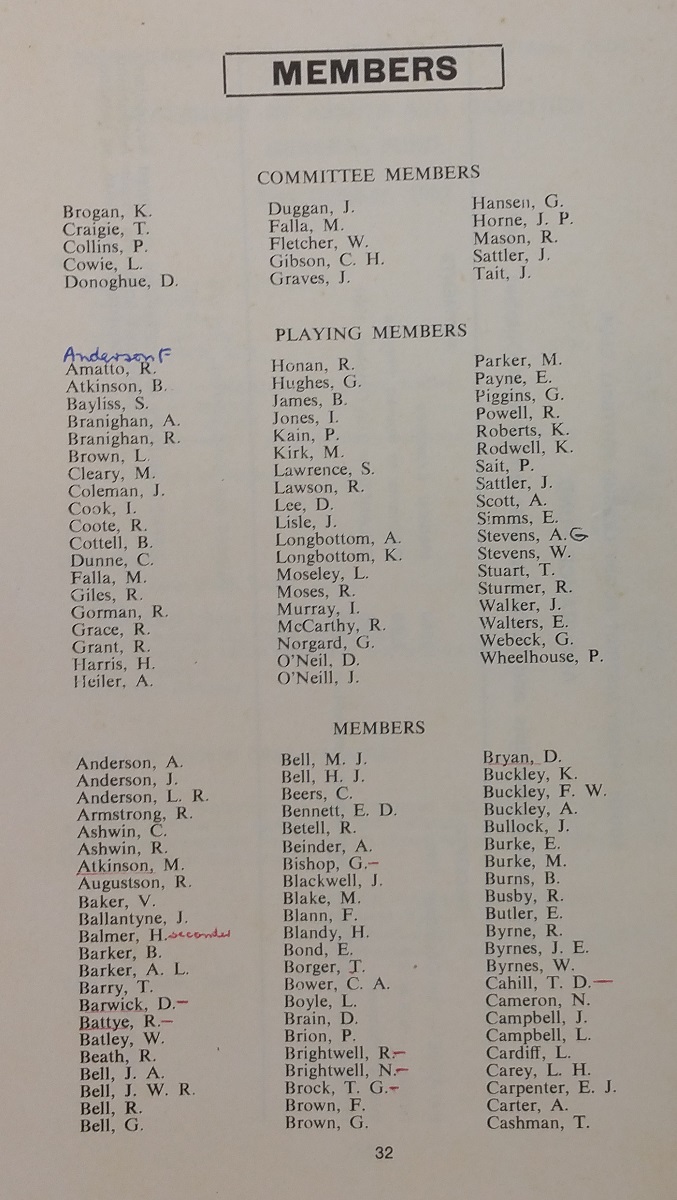 MEMBERS
COMMITTEE MEMBERS
Brogan, K.
Craigie, T.
Collins, P.
Cowie, L.
Donoghue, D.
Duggan, J.
Falla, M.
Fletcher, W.
Gibson, C. H.
Graves, J.
Hansen, G.
Horne, J. P.
Mason, R.
Sattler, J.
Tait, J.
PLAYING MEMBERS
Anderson F
Amatto, R.
Atkinson, B.
Bayliss, S.
Branighan, A.
Branighan, R.
Brown, L.
Cleary, M.
Coleman, J.
Cook, I.
Coote, R.
Cottell, B.
Dunne, C.
Falla, M.
Giles, R.
Gorman, R.
Grace, R.
Grant, R.
Harris, H.
Heiler, A.
Honan, R.
Hughes, G.
James, B.
Jones, I.
Kain, P.
Kirk, M.
Lawrence, S.
Lawson, R.
Lee, D.
Lisle, J.
Longbottom, A.
Longbottom, K.
Moseley, L.
Moses, R.
Murray, I.
McCarthy, R.
Norgard, G.
O'Neil, D.
O'Neill, J.
Parker, M.
Payne, E.
Piggins, G.
Powell, R.
Roberts, K.
Rodwell, K.
Sait, P.
Sattler, J.
Scott, A.
Simms, E.
Stevens, A. G
Stevens, W.
Stuart, T.
Sturmer, R.
Walker, J.
Walters, E.
Webeck, G.
Wheelhouse, P.
MEMBERS
Anderson, A.
Anderson, J.
Anderson, L. R.
Armstrong, R.
Ashwin, C.
Ashwin, R.
Atkinson, M.
Augustson, R.
Baker, V.
Ballantyne, J.
Balmer, H. seconder
Barker, B.
Barker, A. L.
Barry, T.
Barwick, D.–
Battye, R.–
Batley, W.
Beath, R.
Bell, J. A.
Bell, J. W. R.
Bell, R.
Bell, G.
Bell, M. J.
Bell, H. J.
Beers, C.
Bennett, E. D.
Betell, R.
Beinder, A.
Bishop, G.–
Blackwell, J.
Blake, M.
Blann, F.
Blandy, H.
Bond, E.
Borger, T.
Bower, C. A.
Boyle, L.
Brain, D.
Brion, P.
Brightwell, R.–
Brightwell, N.–
Brock, T. G.–
Brown, F.
Brown, G.
Bryan, D.
Buckley, K.
Buckley, F. W.
Buckley, A.
Bullock, J.
Burke, E.
Burke, M.
Burns, B.
Busby, R.
Butler, E.
Byrne, R.
Byrnes, J. E.
Byrnes, W.
Cahill, T. D.–
Cameron, N.
Campbell, J.
Campbell, L.
Cardiff, L.
Carey, L. H.
Carpenter, E. J.
Carter, A.
Cashman, T.
32